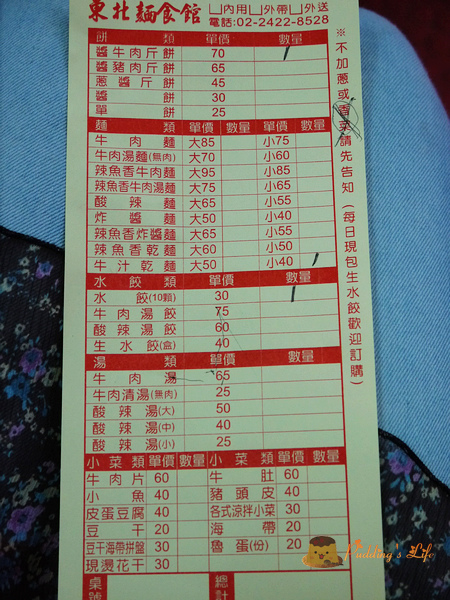 東北麵食館 □內用□外帶□外送
電話:02-2422-8528
餅類 單價 數量
醬牛肉斤餅 70
醬豬肉斤餅 65
蔥醬斤餅 45
醬餅 30
單餅 25
麵類 單價 數量 單價 數量
牛肉麵 大85 小75
牛肉湯麵(無肉) 大70 小60
辣魚香牛肉麵 大95 小85
辣魚香牛肉湯麵 大75 小65
酸辣麵 大65 小55
炸醬麵 大50 小40
辣魚香炸醬麵 大65 小55
辣魚香乾麵 大60 小50
牛汁乾麵 大50 小40
水餃類 單價 數量
水餃(10顆) 30
牛肉湯餃 75
酸辣湯餃 60
生水餃(盒) 40
湯類 單價 數量
牛肉湯 65
牛肉清湯(無肉) 25
酸辣湯(大) 50
酸辣湯(中) 40
酸辣湯(小) 25
小菜類 單價 數量 小菜類 單價 數量
牛肉片 60 牛肚 60
小魚 40 豬頭皮 40
皮蛋豆腐 40 各式涼拌小菜 30
豆干 20 海帶 20
豆干海帶拼盤 30 魯蛋(份) 20
現燙花干 30
桌號 總計
※不加蔥或香菜請先告知(每日現包生水餃歡迎訂購)
Pudding's Life